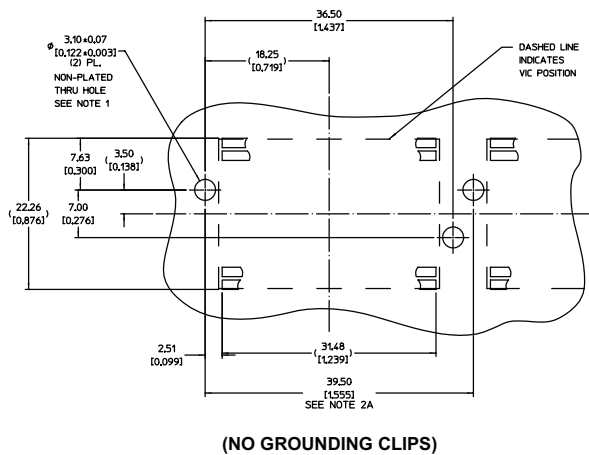 36.50
[1.437]
ø 3.10±0.07
[0.122±0.003]
(2) PL.
NON-PLATED
THRU HOLE
SEE NOTE 1
18.25
( [0.719] )
DASHED LINE
INDICATES
VIC POSITION
7.63
[0.300]
3.50
( [0.138] )
22.26
( [0.876] )
7.00
[0.276]
2.51
[0.099]
31.48
( [1.239] )
39.50
[1.555]
SEE NOTE 2A
(NO GROUNDING CLIPS)